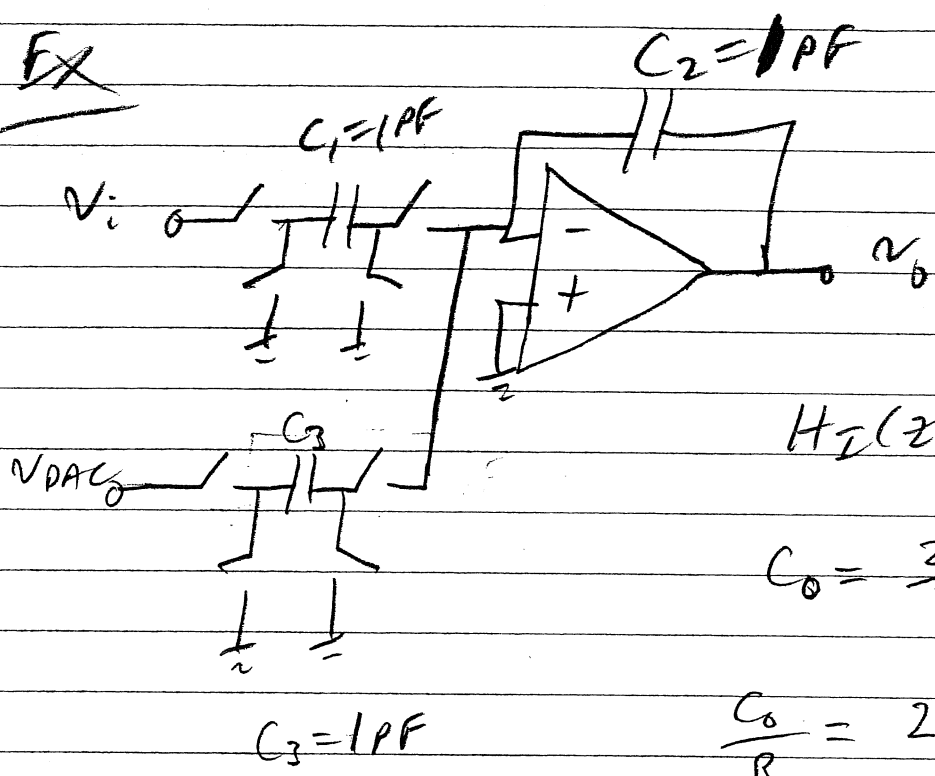 Ex
C₂ = 1PF
C₁ = 1PF
Vi
-
+
vo
C₃
VDAC
HI(z
C₀ =
C₃ = 1PF
C₀/R = 2